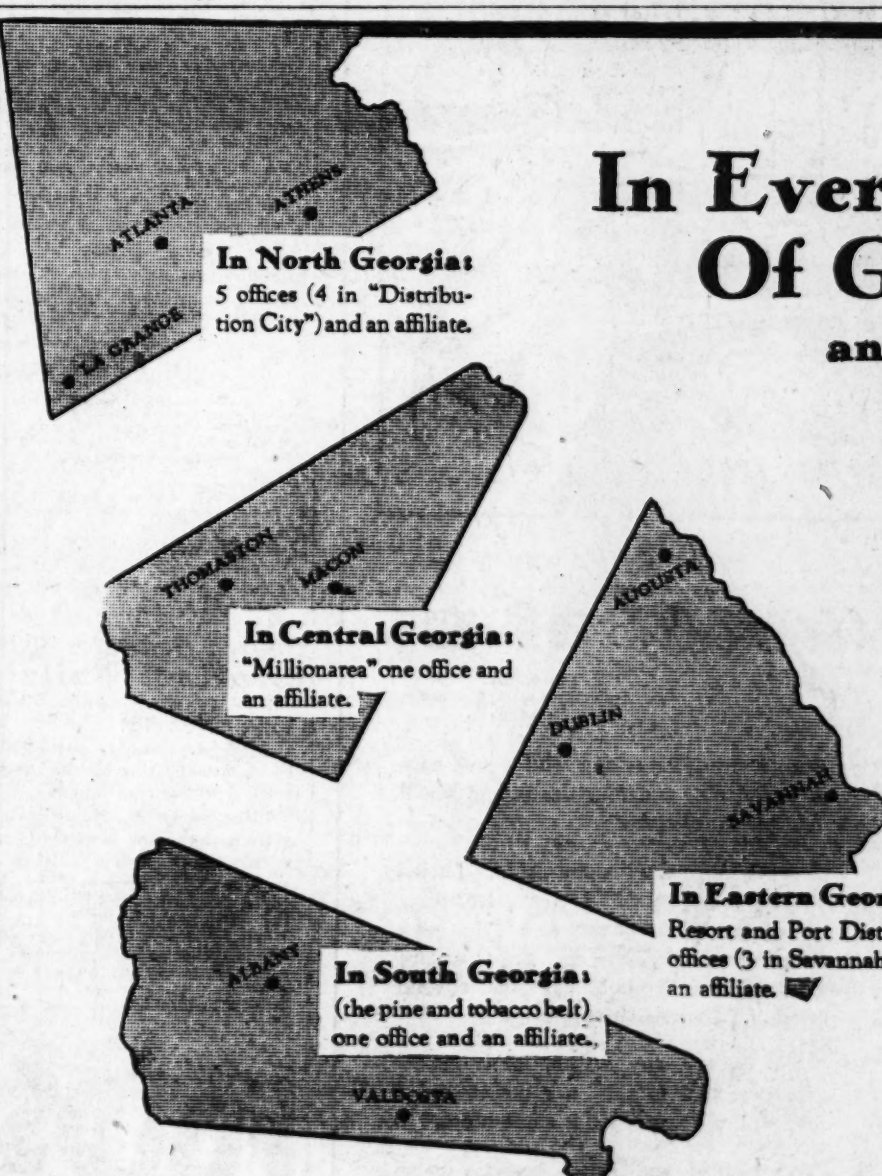 In Ever
Of G
an
ATLANTA
ATHENS
LA GRANDE
In North Georgia:
5 offices (4 in "Distribu-
tion City") and an affiliate.
THOMASTON
MACON
In Central Georgia:
"Millionarea" one office and
an affiliate.
AUGUSTA
DUBLIN
SAVANNAH
In Eastern Geor
Resort and Port Dist
offices (3 in Savannah
an affiliate.
ALBANY
In South Georgia:
(the pine and tobacco belt)
one office and an affiliate.
VALDOSTA